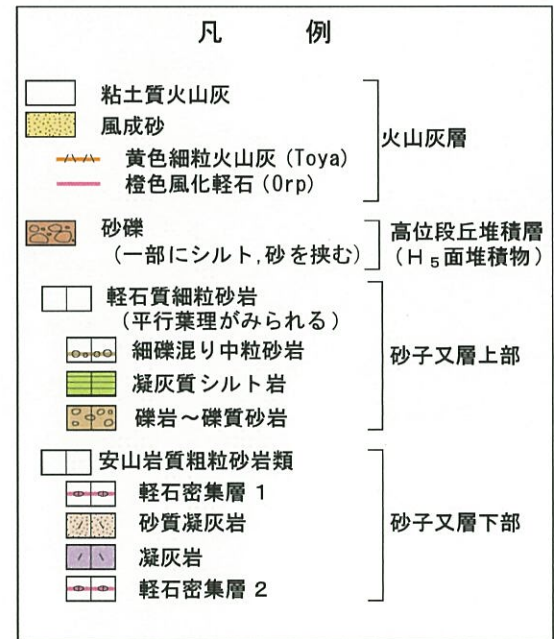 凡 例
粘土質火山灰
風成砂
黄色細粒火山灰 (Toya)
橙色風化軽石 (Orp)
火山灰層
砂礫
(一部にシルト,砂を挟む)
高位段丘堆積層
(H₅面堆積物)
軽石質細粒砂岩
(平行葉理がみられる)
細礫混り中粒砂岩
凝灰質シルト岩
礫岩～礫質砂岩
砂子又層上部
安山岩質粗粒砂岩類
軽石密集層 1
砂質凝灰岩
凝灰岩
軽石密集層 2
砂子又層下部